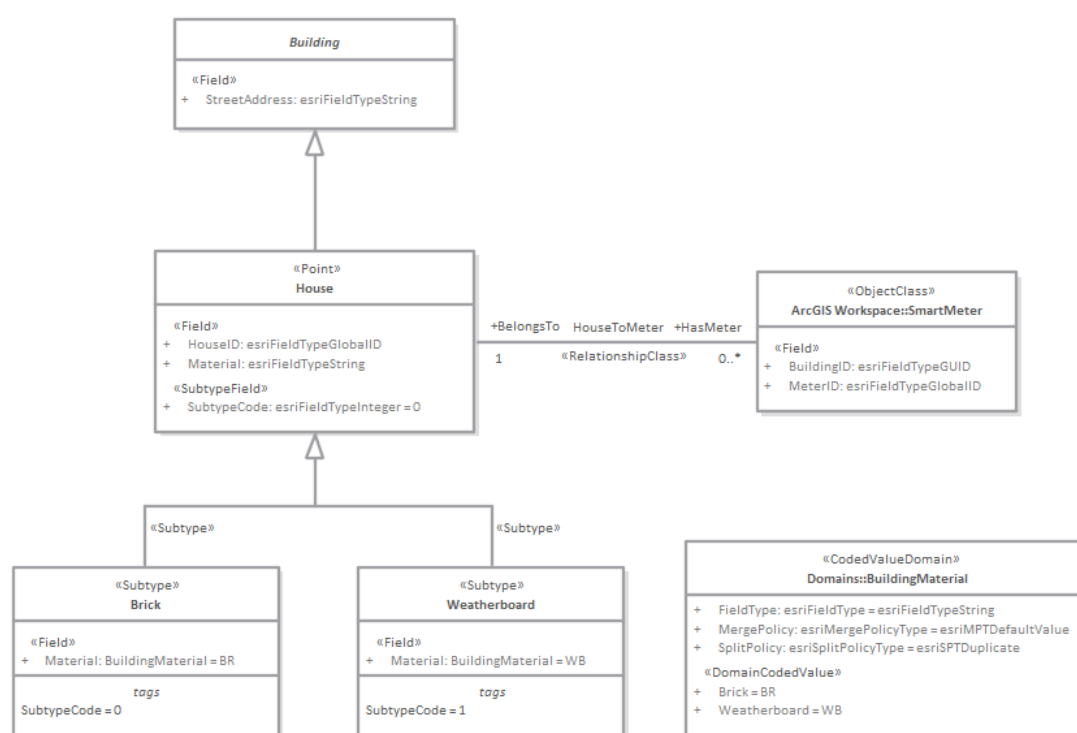 Building
«Field»
+ StreetAddress: esriFieldTypeString
«Point»
House
«Field»
+ HouseID: esriFieldTypeGlobalID
+ Material: esriFieldTypeString
«SubtypeField»
+ SubtypeCode: esriFieldTypeInteger = 0
+BelongsTo HouseToMeter +HasMeter
1 «RelationshipClass» 0..*
«ObjectClass»
ArcGIS Workspace::SmartMeter
«Field»
+ BuildingID: esriFieldTypeGUID
+ MeterID: esriFieldTypeGlobalID
«Subtype»
«Subtype»
«Subtype»
Brick
«Field»
+ Material: BuildingMaterial = BR
tags
SubtypeCode = 0
«Subtype»
Weatherboard
«Field»
+ Material: BuildingMaterial = WB
tags
SubtypeCode = 1
«CodedValueDomain»
Domains::BuildingMaterial
+ FieldType: esriFieldType = esriFieldTypeString
+ MergePolicy: esriMergePolicyType = esriMPTDefaultValue
+ SplitPolicy: esriSplitPolicyType = esriSPTDuplicate
«DomainCodedValue»
+ Brick = BR
+ Weatherboard = WB